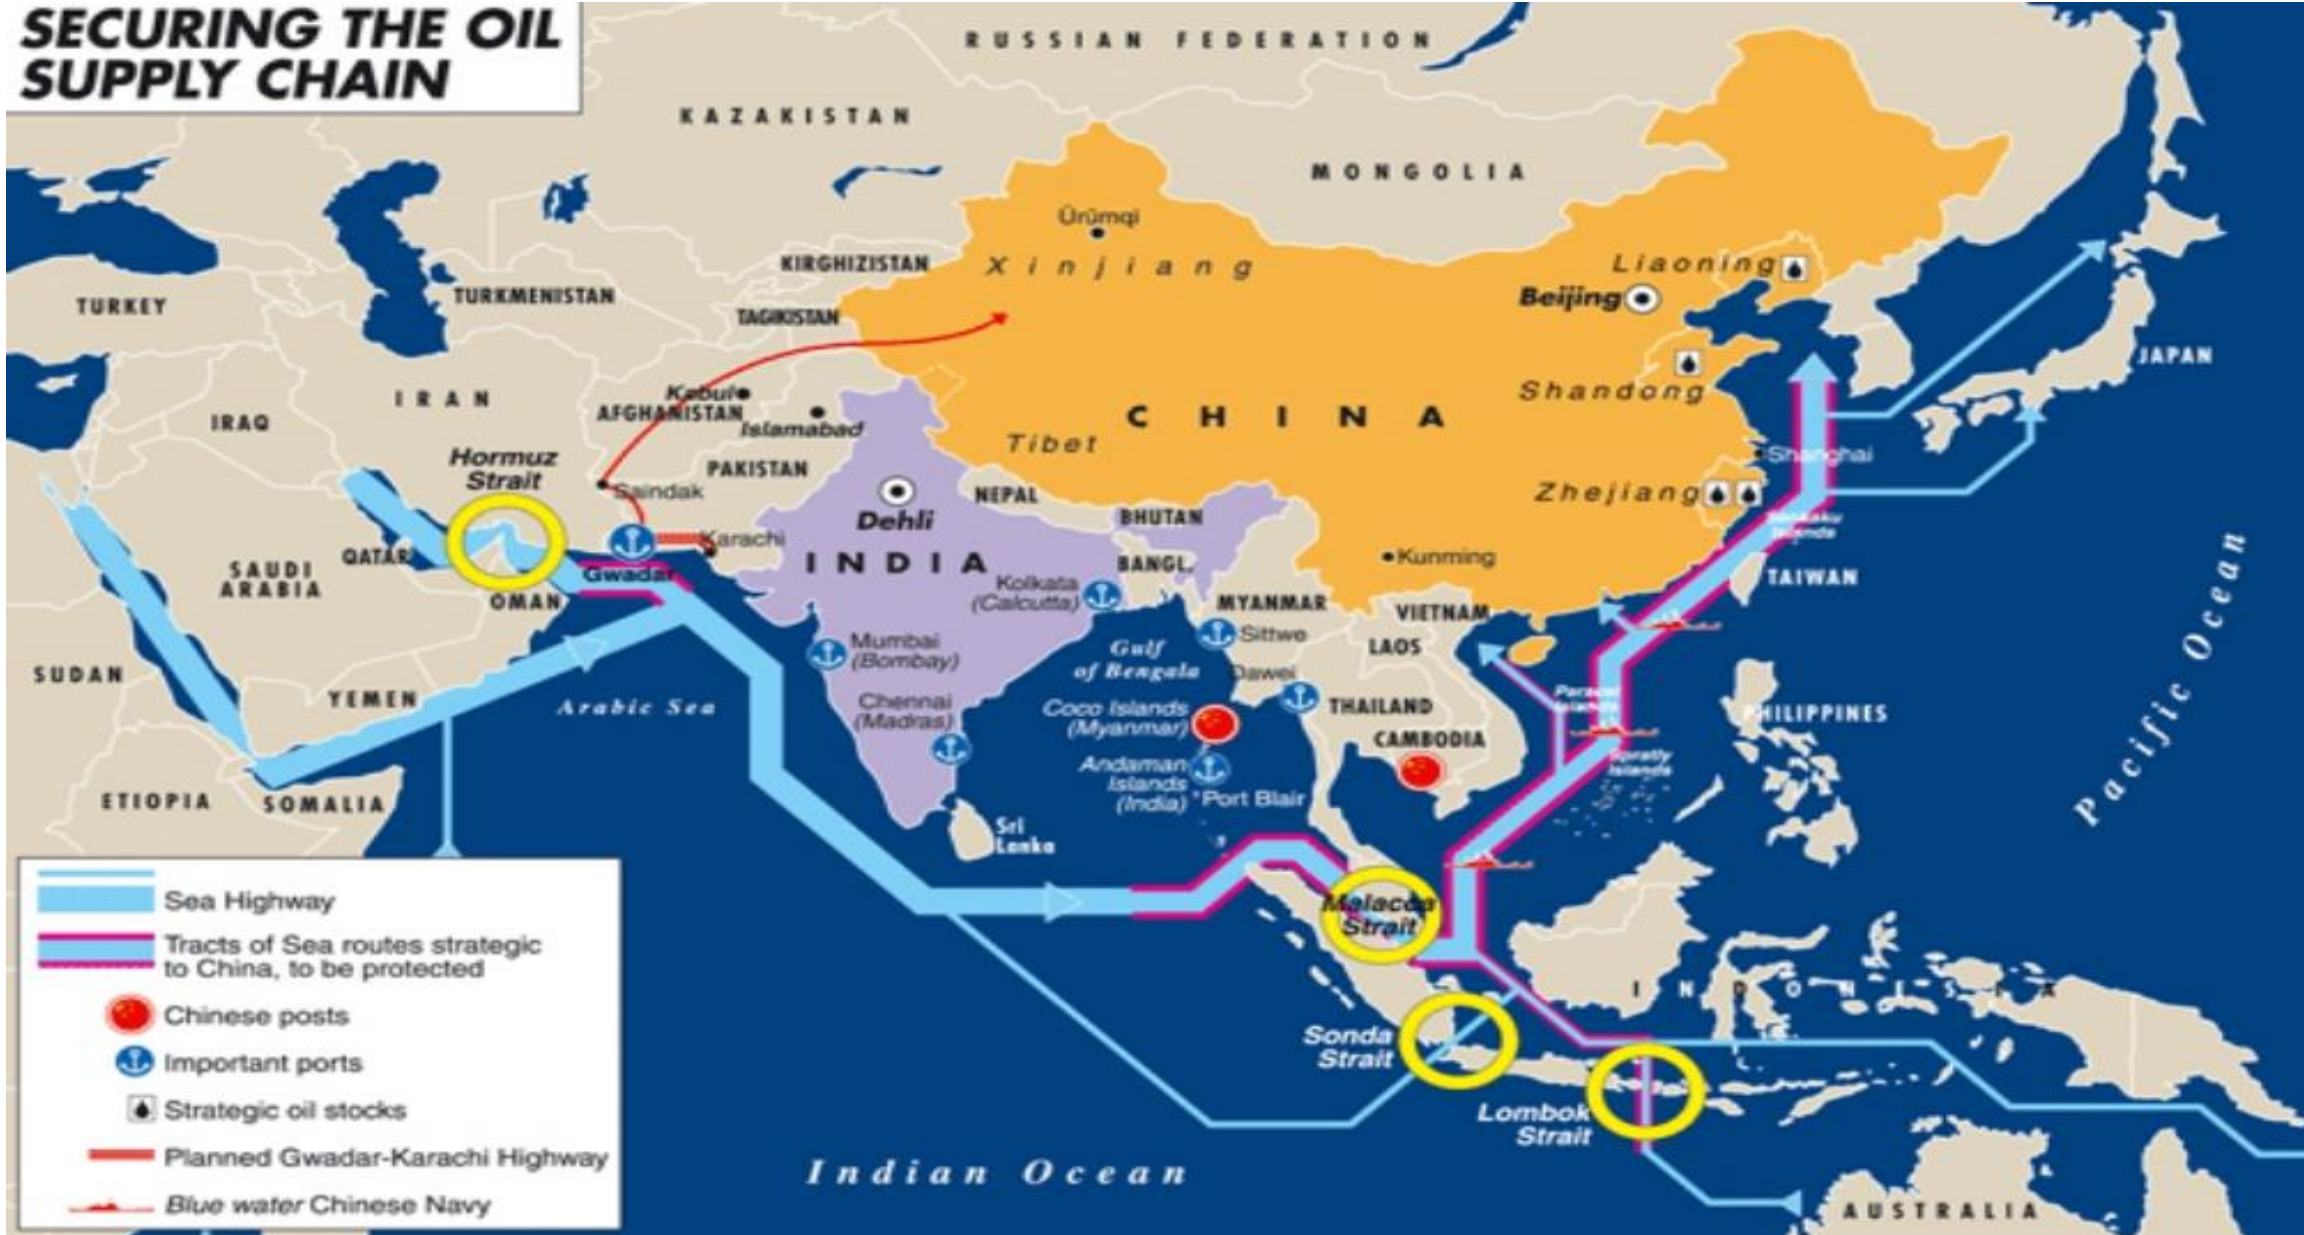 SECURING THE OIL
SUPPLY CHAIN
RUSSIAN FEDERATION
KAZAKISTAN
MONGOLIA
Ürümqi
Xinjiang
KIRGHIZISTAN
TURKMENISTAN
TAGIKISTAN
TURKEY
Liaoning
Beijing
JAPAN
IRAN
IRAQ
Kabul
AFGHANISTAN
Islamabad
Shandong
CHINA
Tibet
Hormuz
Strait
PAKISTAN
Saindak
Shanghai
Zhejiang
Dehli
NEPAL
BHUTAN
Karachi
QATAR
SAUDI
ARABIA
Gwadar
OMAN
INDIA
BANGL.
Kunming
TAIWAN
Kolkata
(Calcutta)
MYANMAR
VIETNAM
Sittwe
LAOS
Mumbai
(Bombay)
Gulf
of Bengala
Dawei
SUDAN
YEMEN
Arabic Sea
Chennai
(Madras)
Coco Islands
(Myanmar)
THAILAND
Paracel
Islands
PHILIPPINES
CAMBODIA
Spratly
Islands
Andaman
Islands
(India)
Port Blair
Pacific Ocean
ETIOPIA
SOMALIA
Sri
Lanka
Malacca
Strait
INDONESIA
Sonda
Strait
Lombok
Strait
Indian Ocean
AUSTRALIA
Sea Highway
Tracts of Sea routes strategic
to China, to be protected
Chinese posts
Important ports
Strategic oil stocks
Planned Gwadar-Karachi Highway
Blue water Chinese Navy